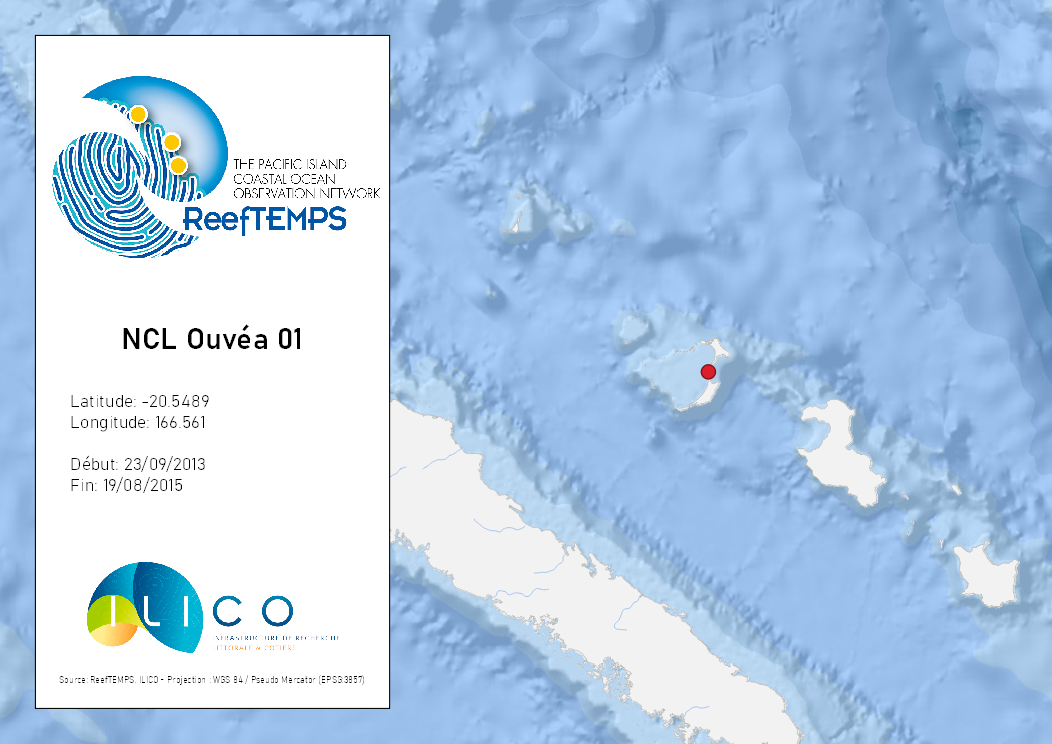 THE PACIFIC ISLAND
COASTAL OCEAN
OBSERVATION NETWORK
ReefTEMPS
NCL Ouvéa 01
Latitude: -20.5489
Longitude: 166.561
Début: 23/09/2013
Fin: 19/08/2015
ILICO
INFRASTRUCTURE DE RECHERCHE
LITTORALE & CÔTIÈRE
Source: ReefTEMPS, ILICO - Projection : WGS 84 / Pseudo Mercator (EPSG:3857)